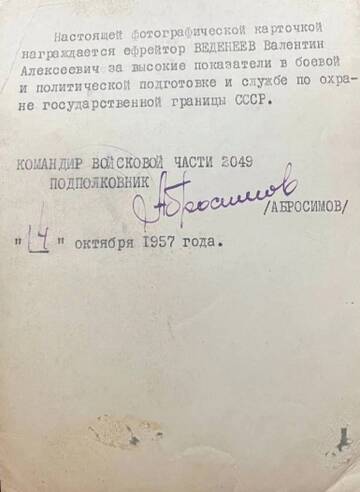 Настоящей фотографической карточкой
награждается ефрейтор ВЕДЕНЕЕВ Валентин
Алексеевич за высокие показатели в боевой
и политической подготовке и службе по охра-
не государственной границы СССР.
КОМАНДИР ВОЙСКОВОЙ ЧАСТИ 2049
ПОДПОЛКОВНИК
Абросимов
/АБРОСИМОВ/
"14" октября 1957 года.